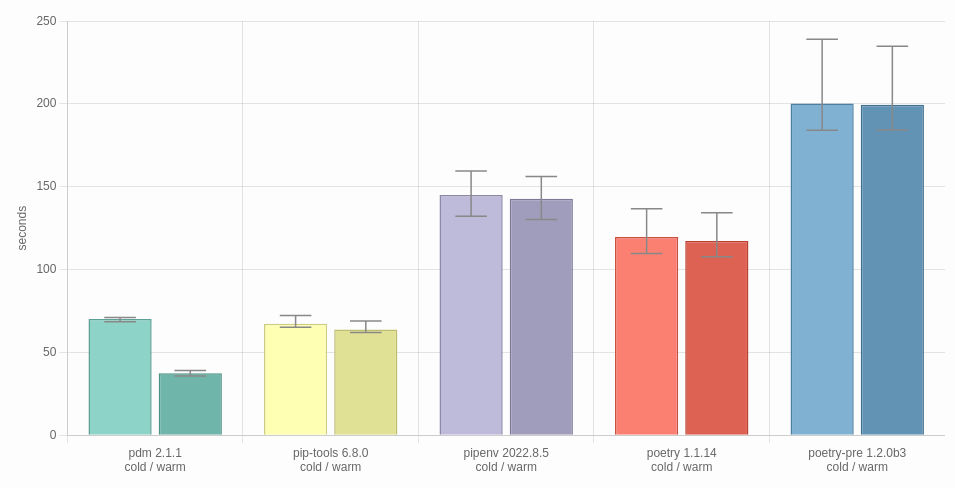 250
200
150
100
50
0
seconds
pdm 2.1.1
cold / warm
pip-tools 6.8.0
cold / warm
pipenv 2022.8.5
cold / warm
poetry 1.1.14
cold / warm
poetry-pre 1.2.0b3
cold / warm